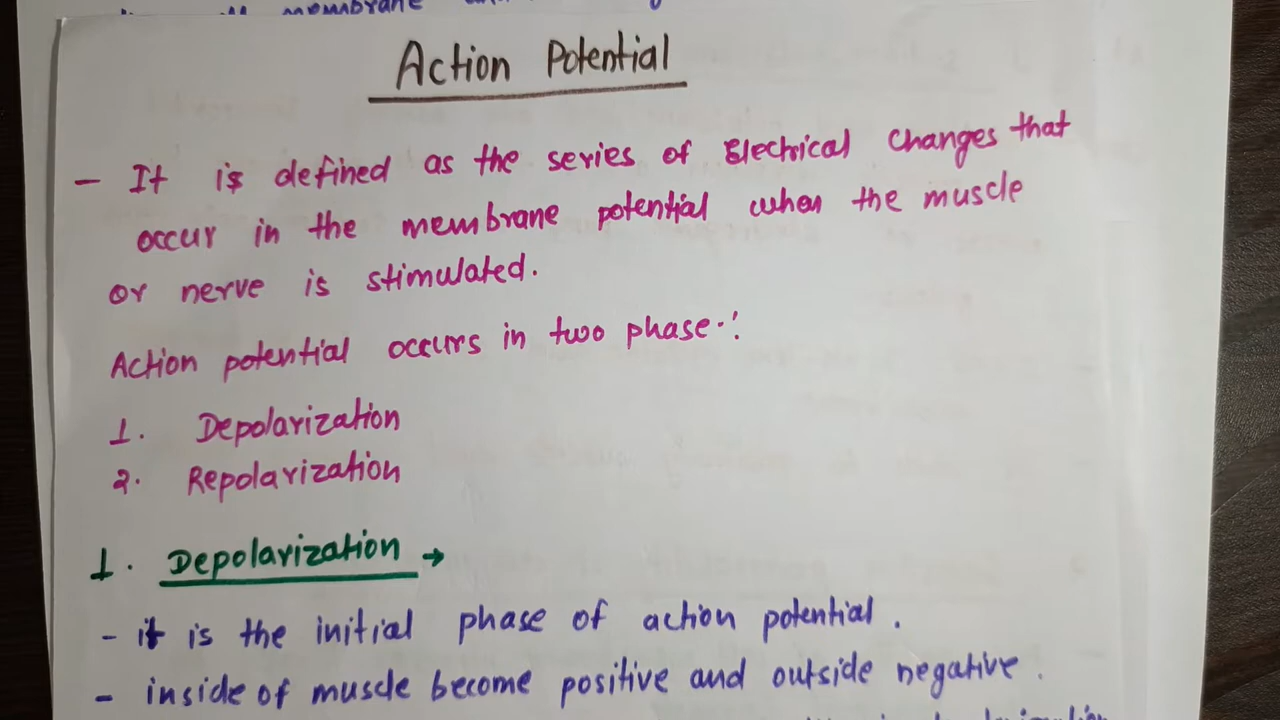 membrane
Action Potential
- It is defined as the series of Electrical changes that
occur in the membrane potential when the muscle
or nerve is stimulated.
Action potential occurs in two phase.:
1. Depolarization
2. Repolarization
1. Depolarization →
- it is the initial phase of action potential.
- inside of muscle become positive and outside negative.